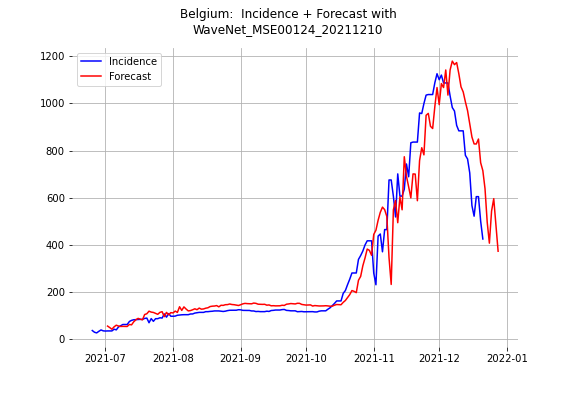 Belgium:  Incidence + Forecast with
WaveNet_MSE00124_20211210
Incidence
Forecast
1200
1000
800
600
400
200
0
2021-07 2021-08 2021-09 2021-10 2021-11 2021-12 2022-01